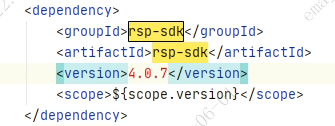 <dependency>
<groupId>rsp-sdk</groupId>
<artifactId>rsp-sdk</artifactId>
<version>4.0.7</version>
<scope>${scope.version}</scope>
</dependency>